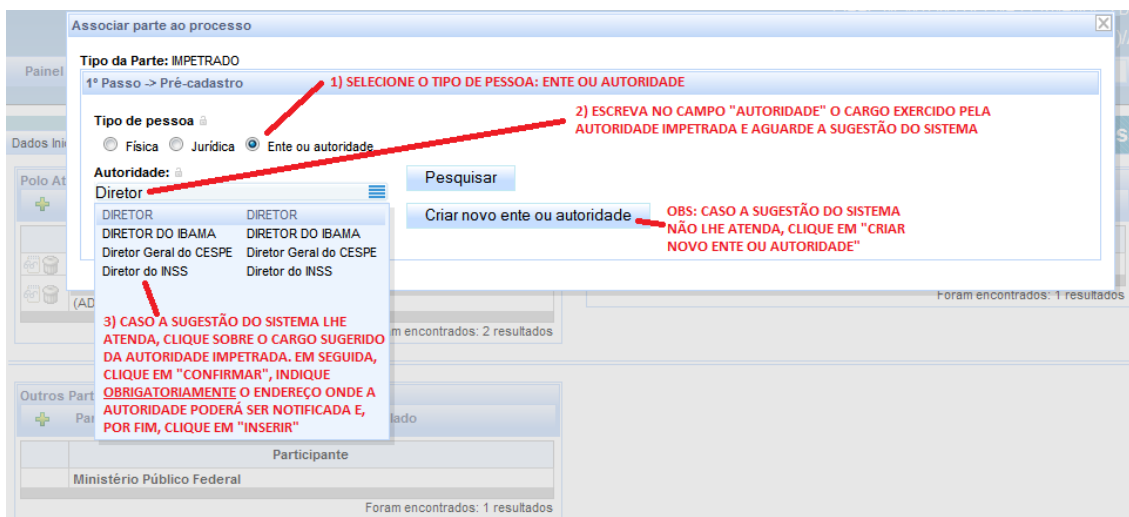 Associar parte ao processo
Tipo da Parte: IMPETRADO
Painel
1º Passo -> Pré-cadastro
1) SELECIONE O TIPO DE PESSOA: ENTE OU AUTORIDADE
2) ESCREVA NO CAMPO "AUTORIDADE" O CARGO EXERCIDO PELA
AUTORIDADE IMPETRADA E AGUARDE A SUGESTÃO DO SISTEMA
Tipo de pessoa
Dados Ini
Física Jurídica Ente ou autoridade
Autoridade:
Polo At
Diretor
Pesquisar
DIRETOR DIRETOR
DIRETOR DO IBAMA DIRETOR DO IBAMA
Diretor Geral do CESPE Diretor Geral do CESPE
Diretor do INSS Diretor do INSS
Criar novo ente ou autoridade
OBS: CASO A SUGESTÃO DO SISTEMA
NÃO LHE ATENDA, CLIQUE EM "CRIAR
NOVO ENTE OU AUTORIDADE"
(AD
Foram encontrados: 1 resultados
m encontrados: 2 resultados
3) CASO A SUGESTÃO DO SISTEMA LHE
ATENDA, CLIQUE SOBRE O CARGO SUGERIDO
DA AUTORIDADE IMPETRADA. EM SEGUIDA,
CLIQUE EM "CONFIRMAR", INDIQUE
OBRIGATORIAMENTE O ENDEREÇO ONDE A
AUTORIDADE PODERÁ SER NOTIFICADA E,
POR FIM, CLIQUE EM "INSERIR"
Outros Part
Par
lado
Participante
Ministério Público Federal
Foram encontrados: 1 resultados